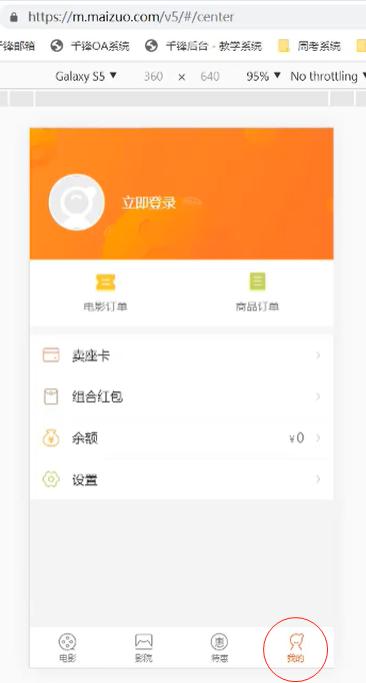 https://m.maizuo.com/v5/#/center
千锋邮箱 千锋OA系统 千锋后台 - 教学系统 周考系统
Galaxy S5 ▼ 360 × 640 95% ▼ No throttling ▼
立即登录
电影订单 商品订单
卖座卡
组合红包
余额 ¥0
设置
电影 影院 特惠 我的